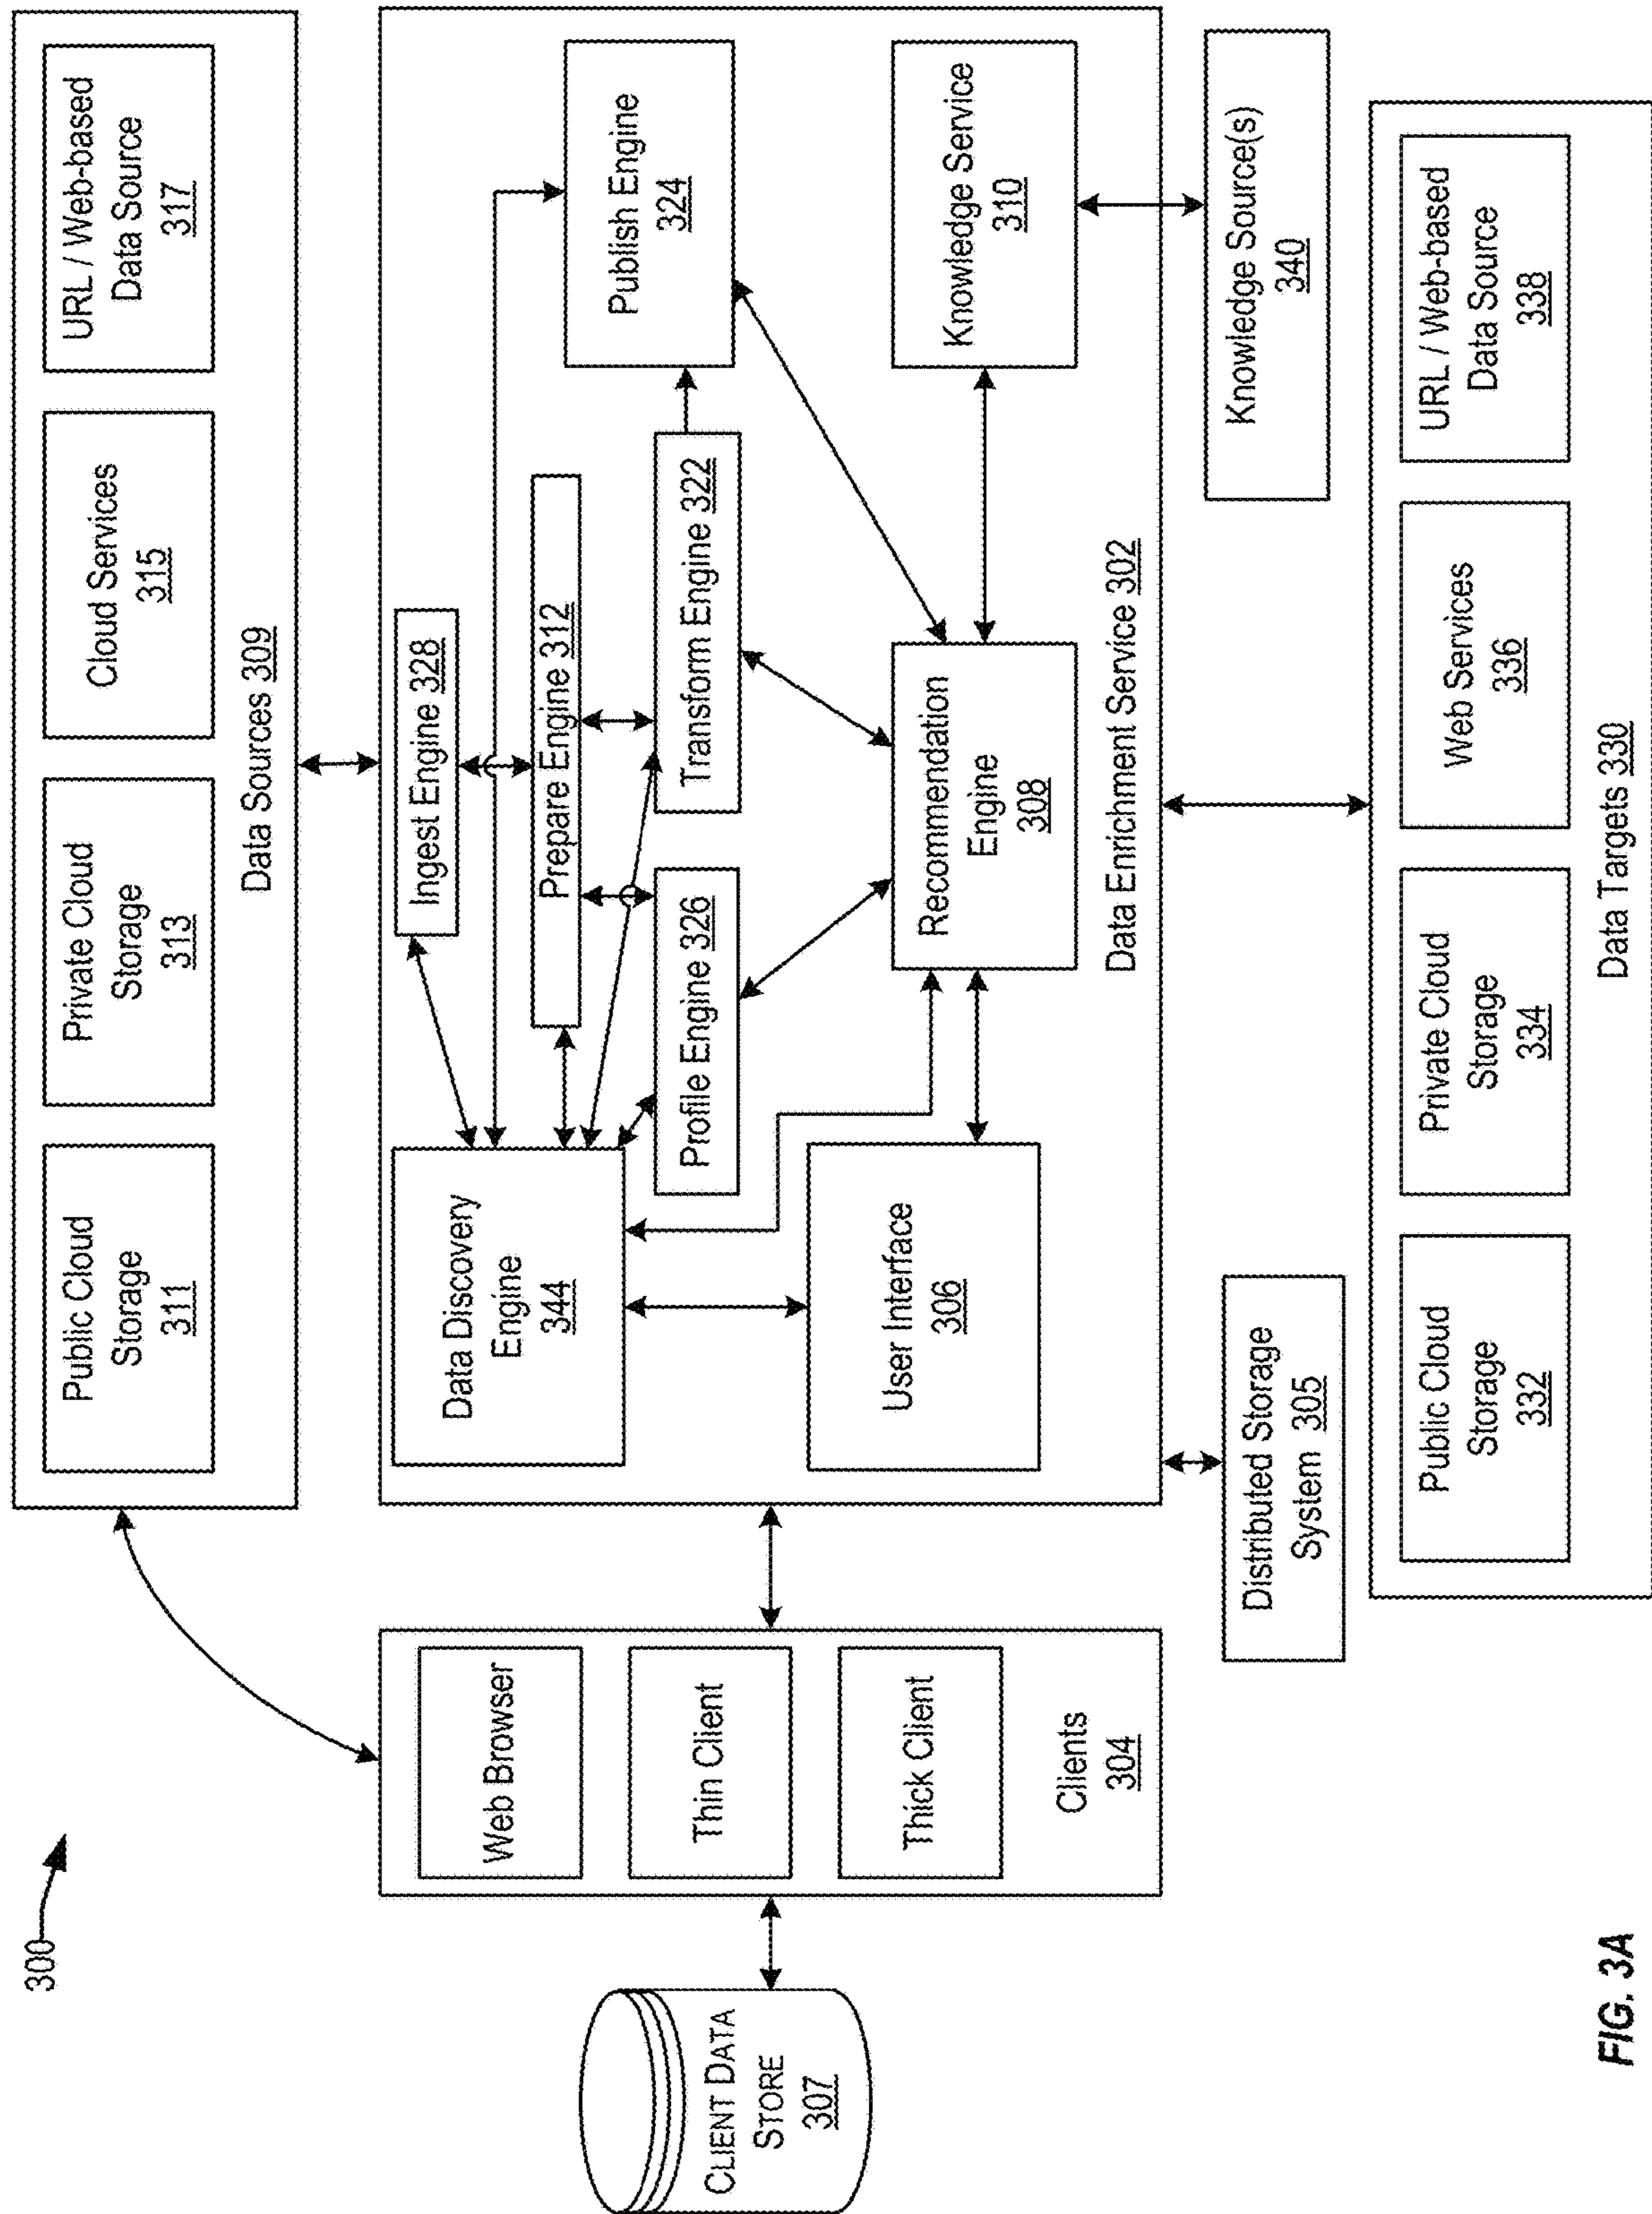 300
Public Cloud
Storage
311
Private Cloud
Storage
313
Cloud Services
315
URL / Web-based
Data Source
317
Data Sources 309
CLIENT DATA
STORE
307
Web Browser
Thin Client
Thick Client
Clients
304
Data Discovery
Engine
344
User Interface
306
Ingest Engine 328
Prepare Engine 312
Profile Engine 326
Transform Engine 322
Publish Engine
324
Recommendation
Engine
308
Knowledge Service
310
Data Enrichment Service 302
Distributed Storage
System 305
Knowledge Source(s)
340
Public Cloud
Storage
332
Private Cloud
Storage
334
Web Services
336
URL / Web-based
Data Source
338
Data Targets 330
FIG. 3A